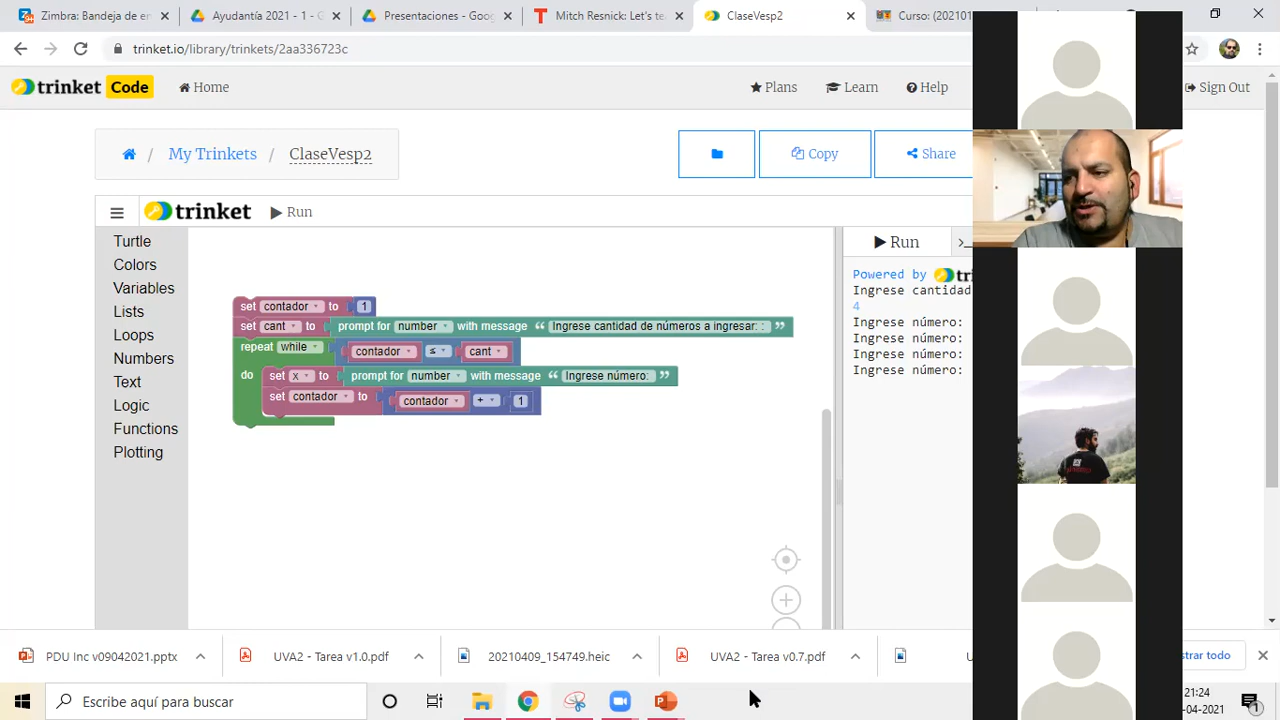 Zimbra: Bandeja de en
Ayudantía
Presentaciones - Goog
Mitch Resnick: Let's te
ClaseVesp2
Curso: (202101
trinket.io/library/trinkets/2aa336723c
trinket Code Home
Plans Learn Help Sign Out
My Trinkets / ClaseVesp2
Copy Share
trinket Run
Run
Turtle
Colors
Variables
Lists
Loops
Numbers
Text
Logic
Functions
Plotting
set contador to 1
set cant to prompt for number with message “ Ingrese cantidad de números a ingresar: : ”
repeat while contador ≤ cant
do set x to prompt for number with message “ Ingrese número: ”
set contador to contador + 1
Powered by tri
Ingrese cantidad
4
Ingrese número:
Ingrese número:
Ingrese número:
Ingrese número:
PDU Inc v09042021.pptx
UVA2 - Tarea v1.0.pdf
20210409_154749.heic
UVA2 - Tarea v0.7.pdf
strar todo
Escribe aquí para buscar
21:24
-04-2021
1